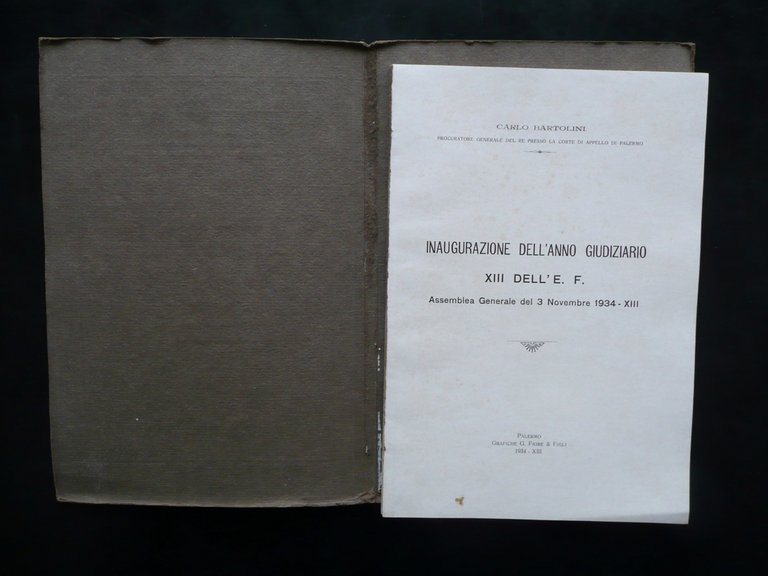 CARLO BARTOLINI
PROCURATORE GENERALE DEL RE PRESSO LA CORTE DI APPELLO DI PALERMO
INAUGURAZIONE DELL'ANNO GIUDIZIARIO
XIII DELL'E. F.
Assemblea Generale del 3 Novembre 1934 - XIII
PALERMO
GRAFICHE G. FIORE & FIGLI
1934 - XIII